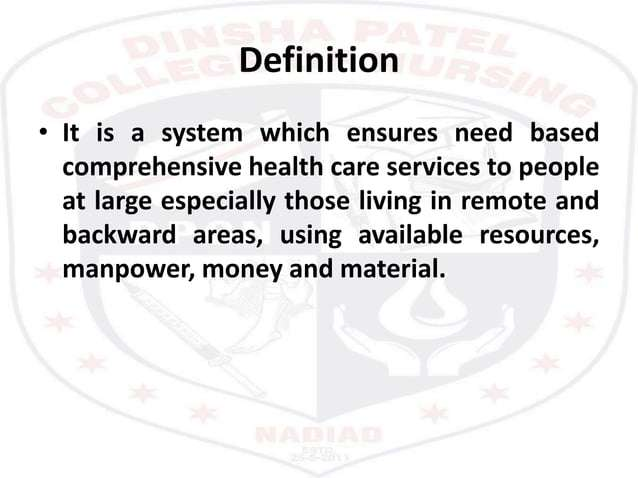 DINSHA PATEL
COLLEGE NURSING
Definition
• It is a system which ensures need based
comprehensive health care services to people
at large especially those living in remote and
backward areas, using available resources,
manpower, money and material.
NADIAD
ESTD